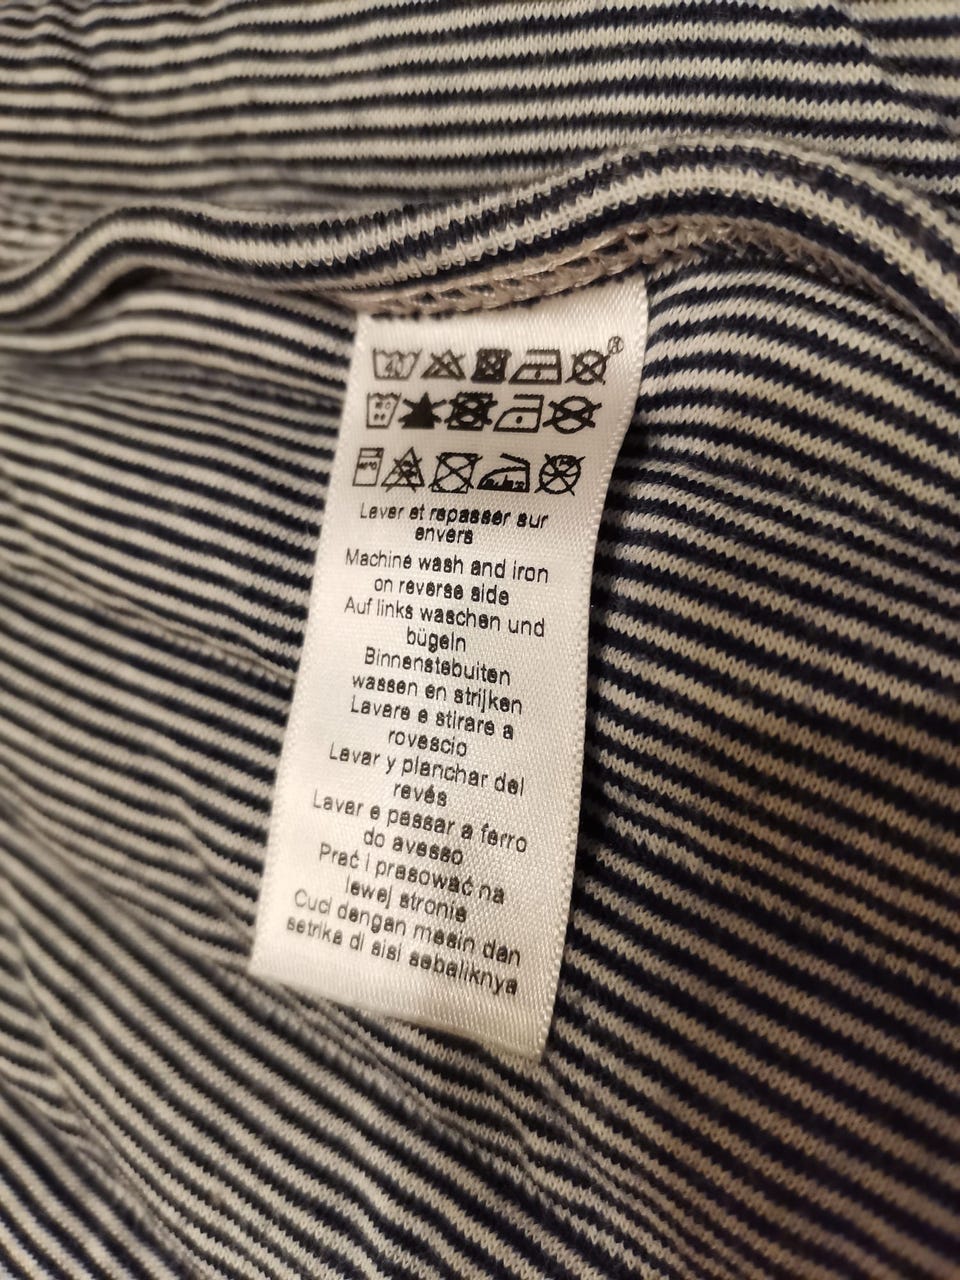 40
®
40
Laver et repasser sur
envers
Machine wash and iron
on reverse side
Auf links waschen und
bügeln
Binnenstebuiten
wassen en strijken
Lavare e stirare a
rovescio
Lavar y planchar del
revés
Lavar e passar a ferro
do avesso
Prać i prasować na
lewej stronie
Cuci dengan mesin dan
setrika di sisi sebaliknya